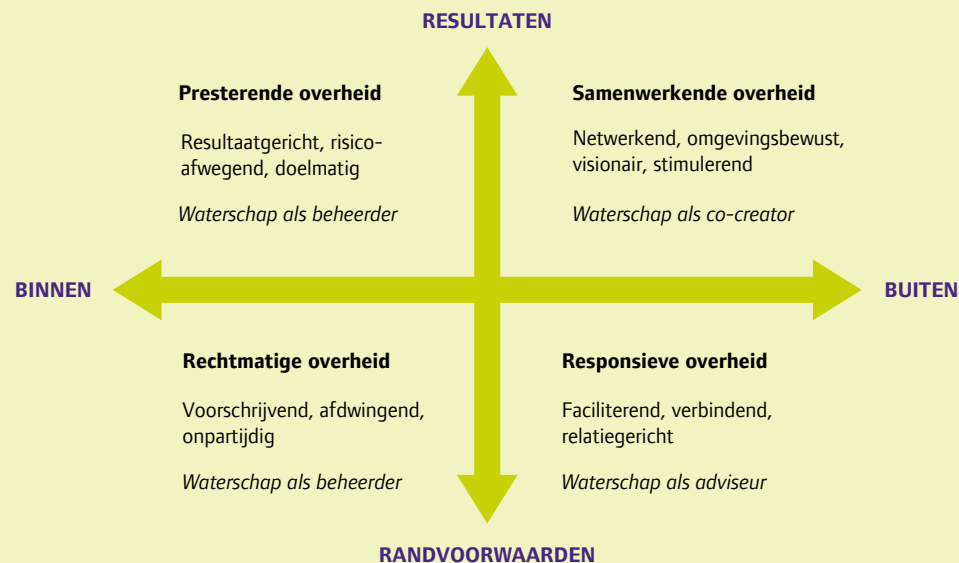 RESULTATEN
Presterende overheid
Resultaatgericht, risico-
afwegend, doelmatig
Waterschap als beheerder
Samenwerkende overheid
Netwerkend, omgevingsbewust,
visionair, stimulerend
Waterschap als co-creator
BINNEN
BUITEN
Rechtmatige overheid
Voorschrijvend, afdwingend,
onpartijdig
Waterschap als beheerder
Responsieve overheid
Faciliterend, verbindend,
relatiegericht
Waterschap als adviseur
RANDVOORWAARDEN